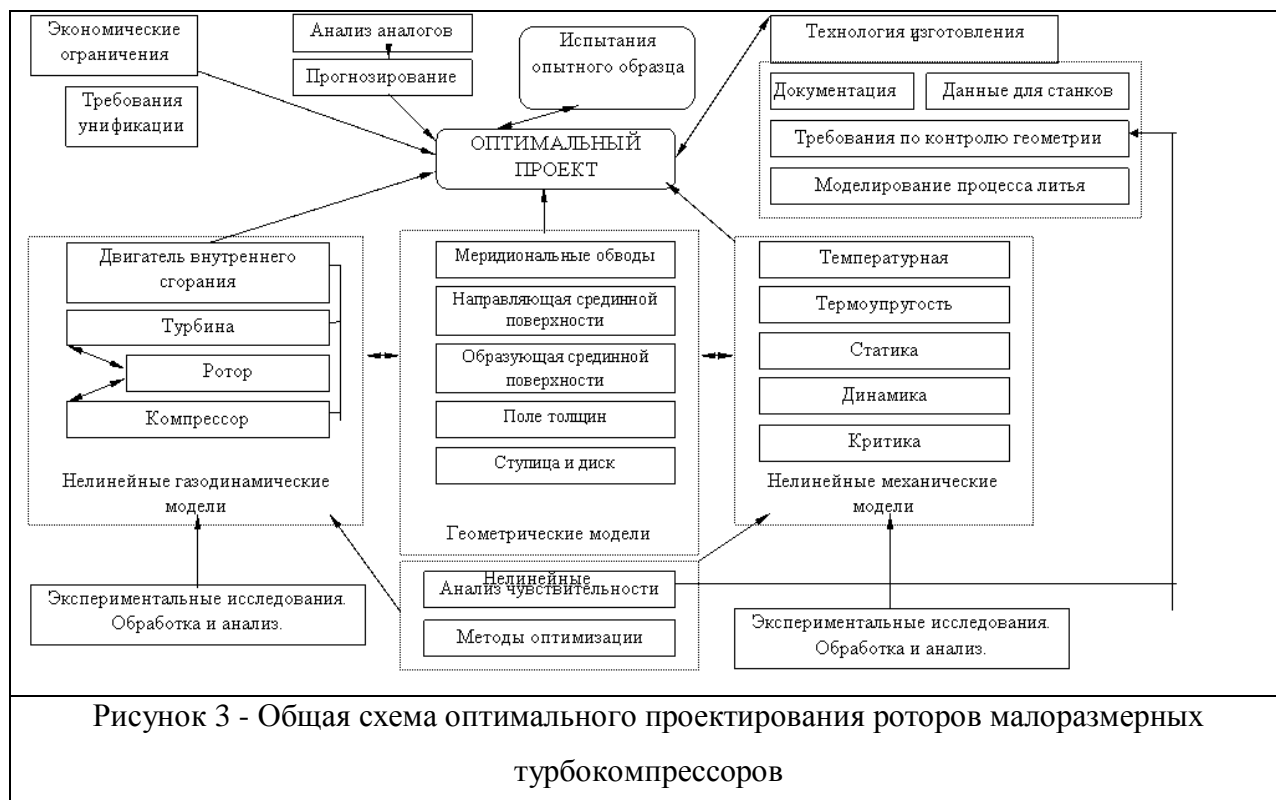 Экономические
ограничения
Анализ аналогов
Прогнозирование
Испытания
опытного образца
Технология изготовления
Требования
унификации
Документация
Данные для станков
Требования по контролю геометрии
Моделирование процесса литья
ОПТИМАЛЬНЫЙ
ПРОЕКТ
Двигатель внутреннего
сгорания
Турбина
Ротор
Компрессор
Нелинейные газодинамические
модели
Меридиональные обводы
Направляющая срединной
поверхности
Образующая срединной
поверхности
Поле толщин
Ступица и диск
Геометрические модели
Температурная
Термоупругость
Статика
Динамика
Критика
Нелинейные механические
модели
Экспериментальные исследования.
Обработка и анализ.
Нелинейные
Анализ чувствительности
Методы оптимизации
Экспериментальные исследования.
Обработка и анализ.
Рисунок 3 - Общая схема оптимального проектирования роторов малоразмерных
турбокомпрессоров